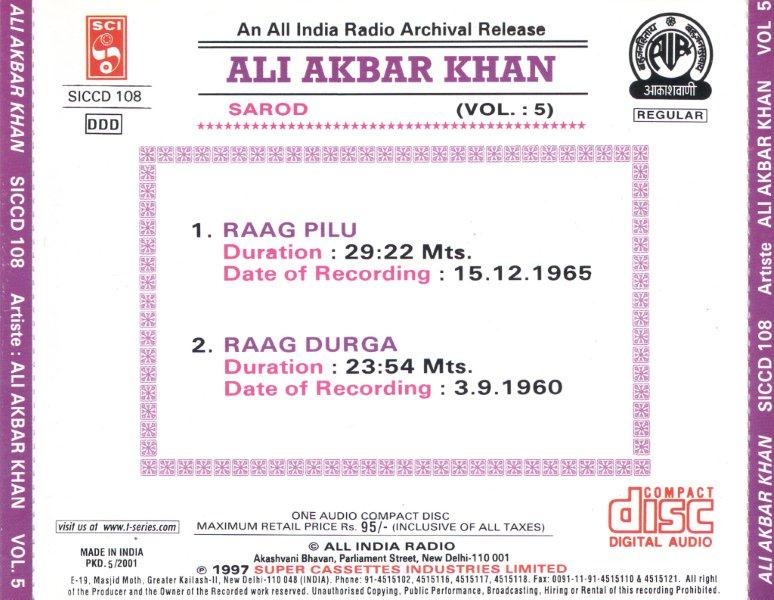 ALI AKBAR KHAN SICCD 108 Artiste : ALI AKBAR KHAN VOL. 5
SCI
SICCD 108
DDD
An All India Radio Archival Release
ALI AKBAR KHAN
SAROD (VOL. : 5)
बहुजनहिताय बहुजनसुखाय
AIR
आकाशवाणी
REGULAR
1. RAAG PILU
Duration : 29:22 Mts.
Date of Recording : 15.12.1965
2. RAAG DURGA
Duration : 23:54 Mts.
Date of Recording : 3.9.1960
visit us at www.t-series.com
MADE IN INDIA
PKD. 5/2001
ONE AUDIO COMPACT DISC
MAXIMUM RETAIL PRICE Rs. 95/- (INCLUSIVE OF ALL TAXES)
© ALL INDIA RADIO
Akashvani Bhavan, Parliament Street, New Delhi-110 001
℗ 1997 SUPER CASSETTES INDUSTRIES LIMITED
E-19, Masjid Moth, Greater Kailash-II, New Delhi-110 048 (INDIA). Phone: 91-4515102, 4515116, 4515117, 4515118. Fax: 0091-11-91-4515110 & 4515121. All right
of the Producer and the Owner of the Recorded work reserved. Unauthorised Copying, Public Performance, Broadcasting, Hiring or Rental of this recording Prohibited.
COMPACT
disc
DIGITAL AUDIO
ALI AKBAR KHAN SICCD 108 Artiste ALI AKBAR KHAN VOL 5